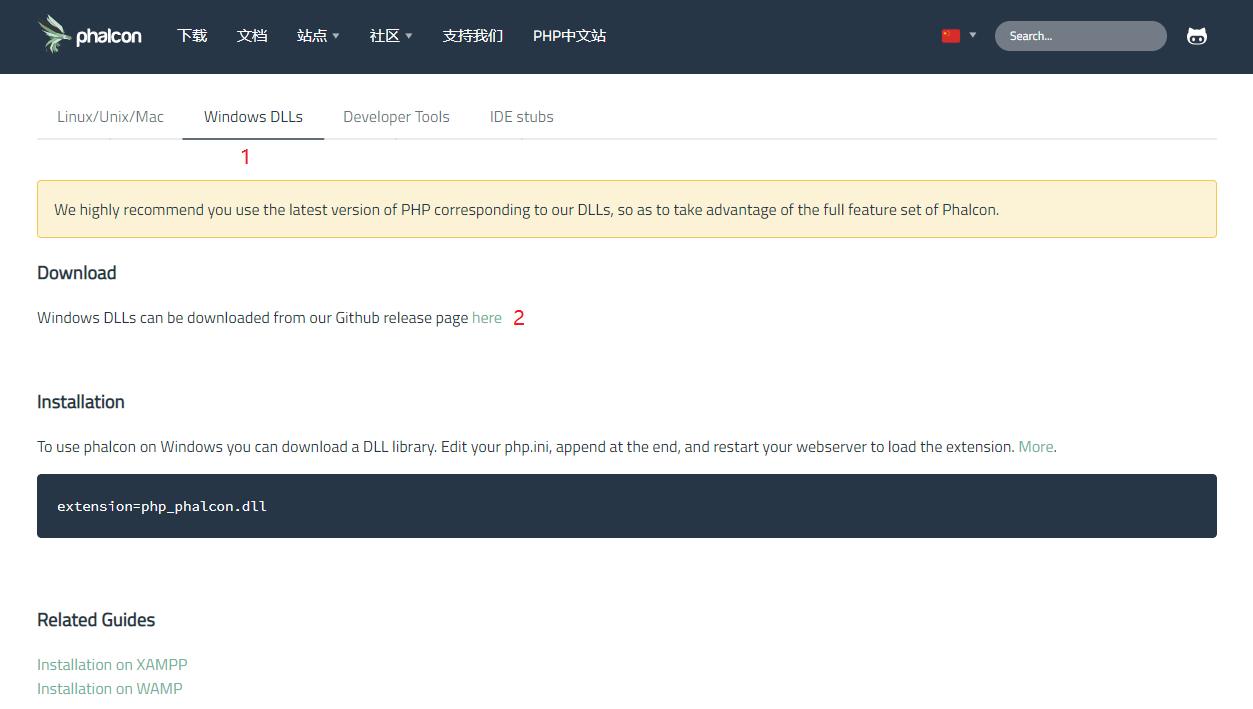 phalcon 下载 文档 站点 社区 支持我们 PHP中文站 Search...
Linux/Unix/Mac Windows DLLs Developer Tools IDE stubs
1
We highly recommend you use the latest version of PHP corresponding to our DLLs, so as to take advantage of the full feature set of Phalcon.
Download
Windows DLLs can be downloaded from our Github release page here 2
Installation
To use phalcon on Windows you can download a DLL library. Edit your php.ini, append at the end, and restart your webserver to load the extension. More.
extension=php_phalcon.dll
Related Guides
Installation on XAMPP
Installation on WAMP